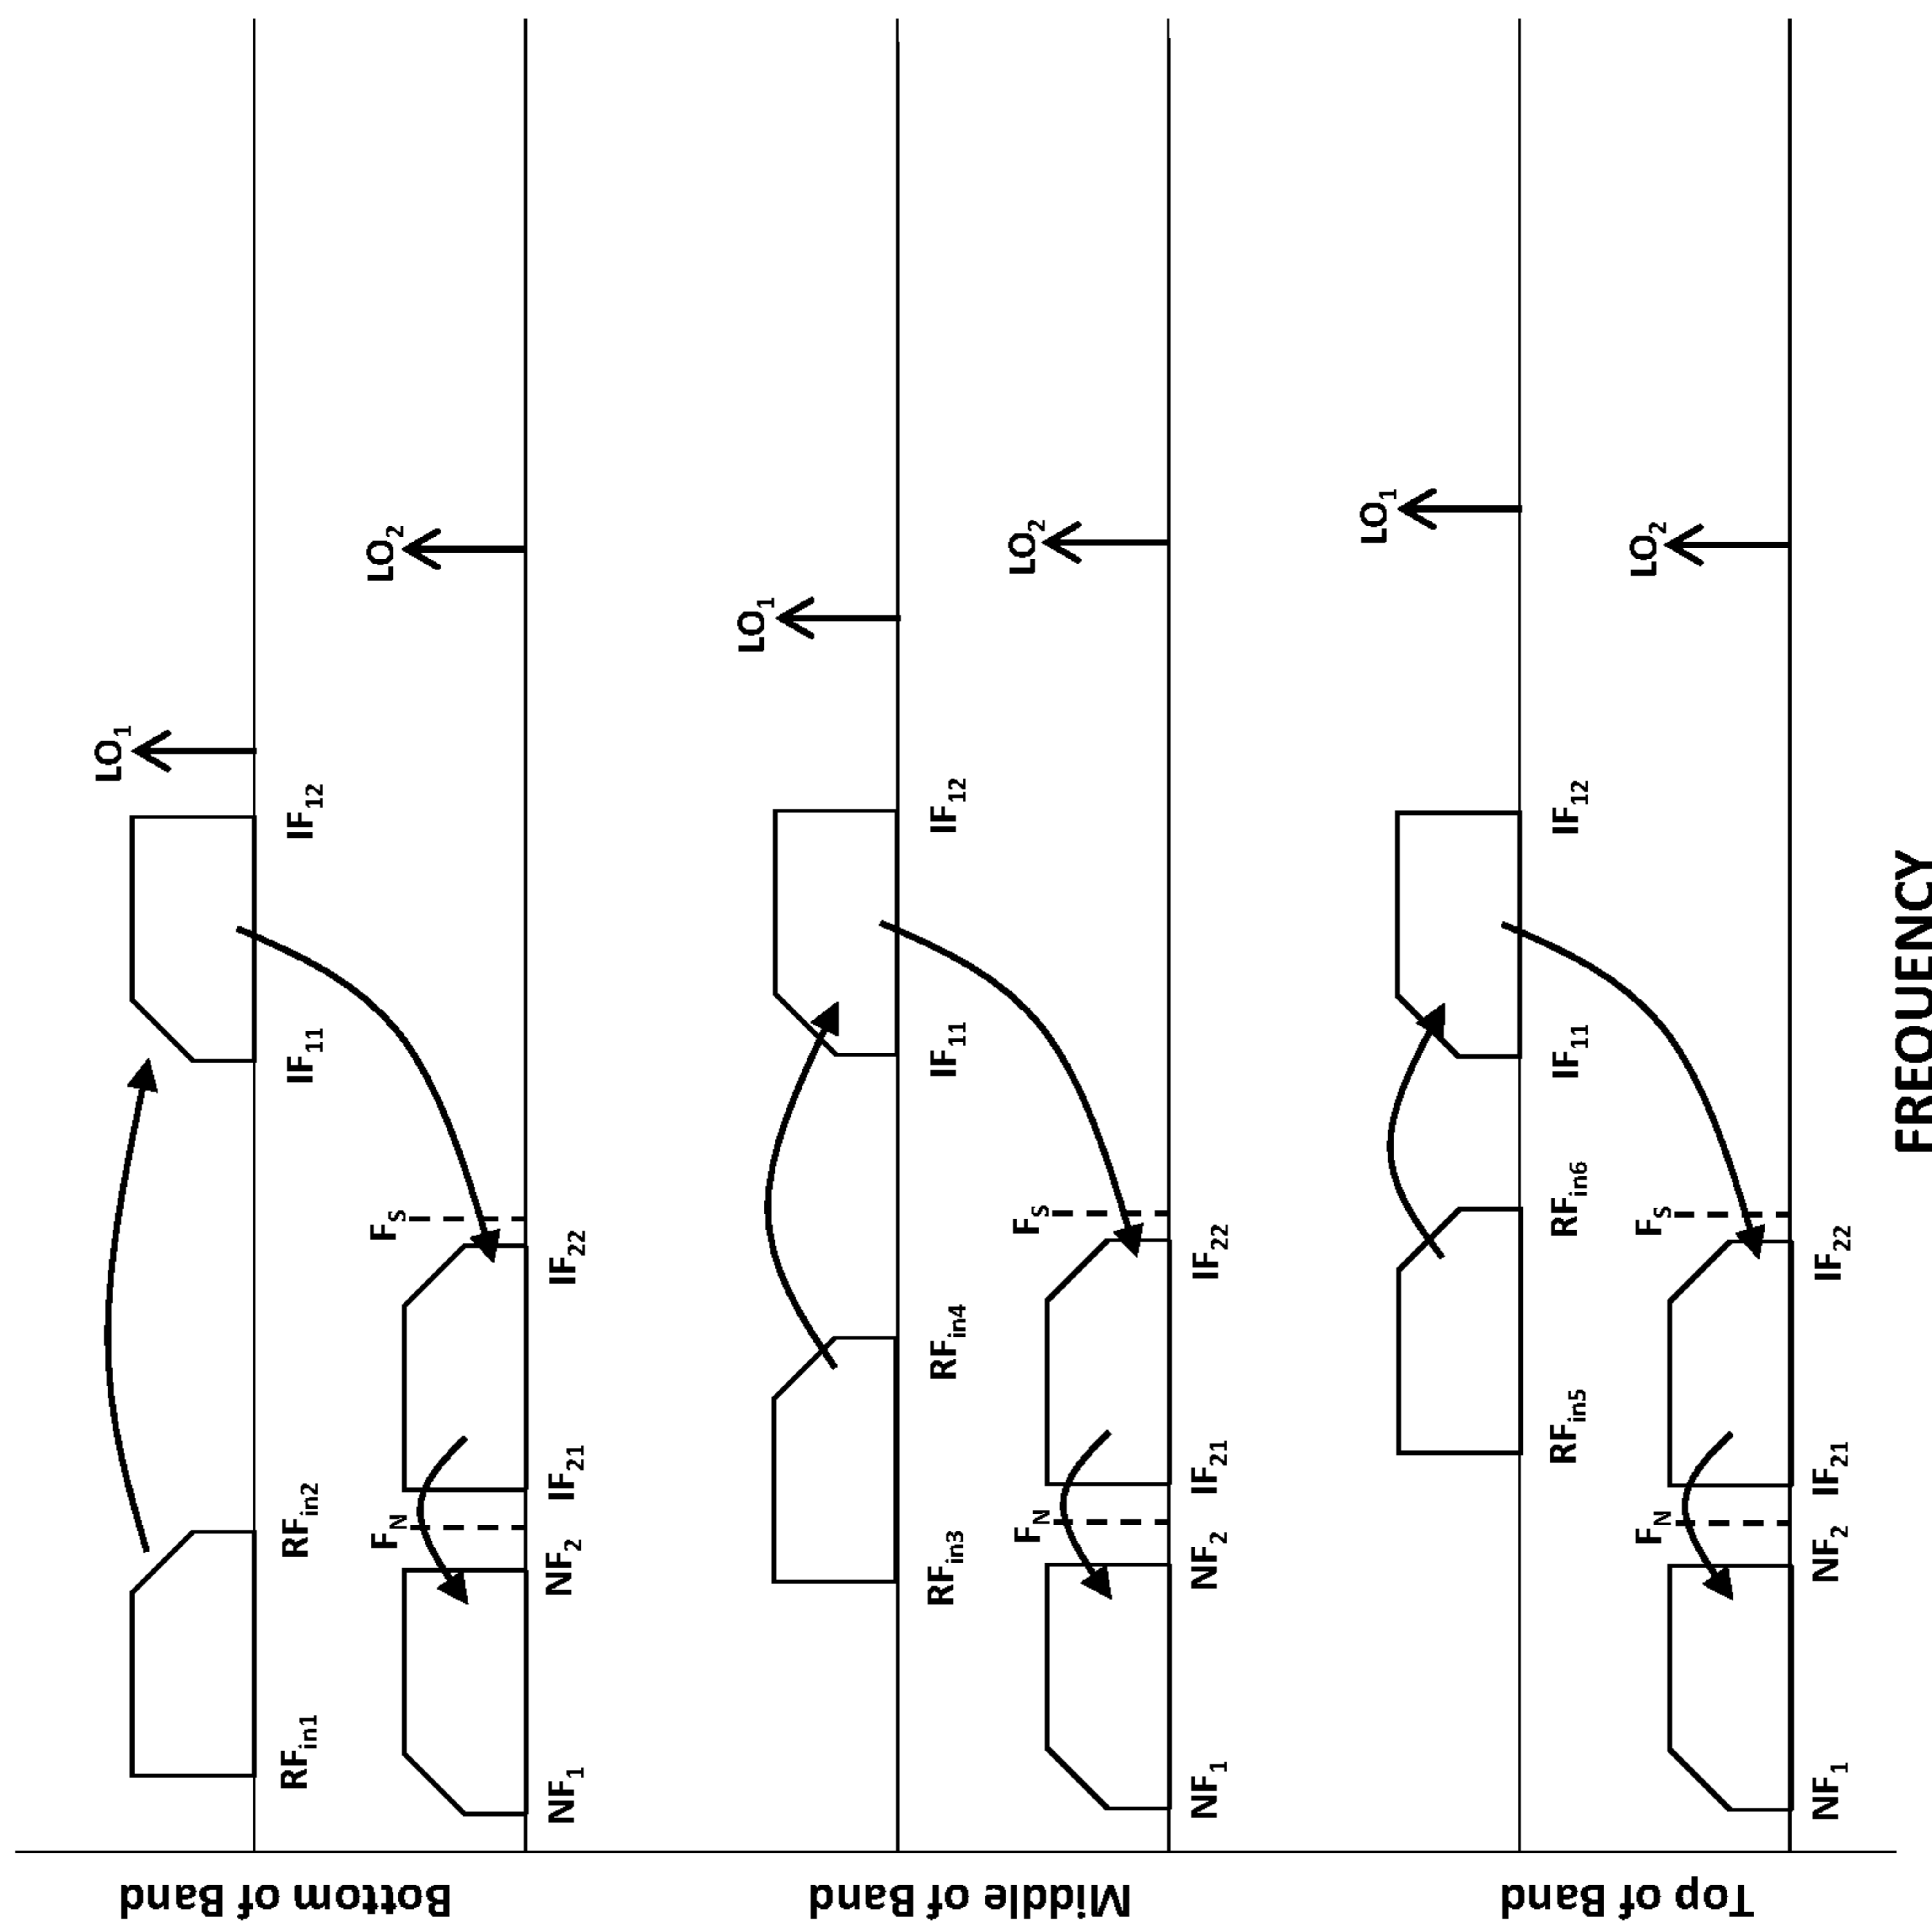 Bottom of Band
LO1
RFin1
RFin2
IF11
IF12
LO2
FN
FS
NF1
NF2
IF21
IF22
Middle of Band
LO1
RFin3
RFin4
IF11
IF12
LO2
FN
FS
NF1
NF2
IF21
IF22
Top of Band
LO1
RFin5
RFin6
IF11
IF12
LO2
FN
FS
NF1
NF2
IF21
IF22
FREQUENCY